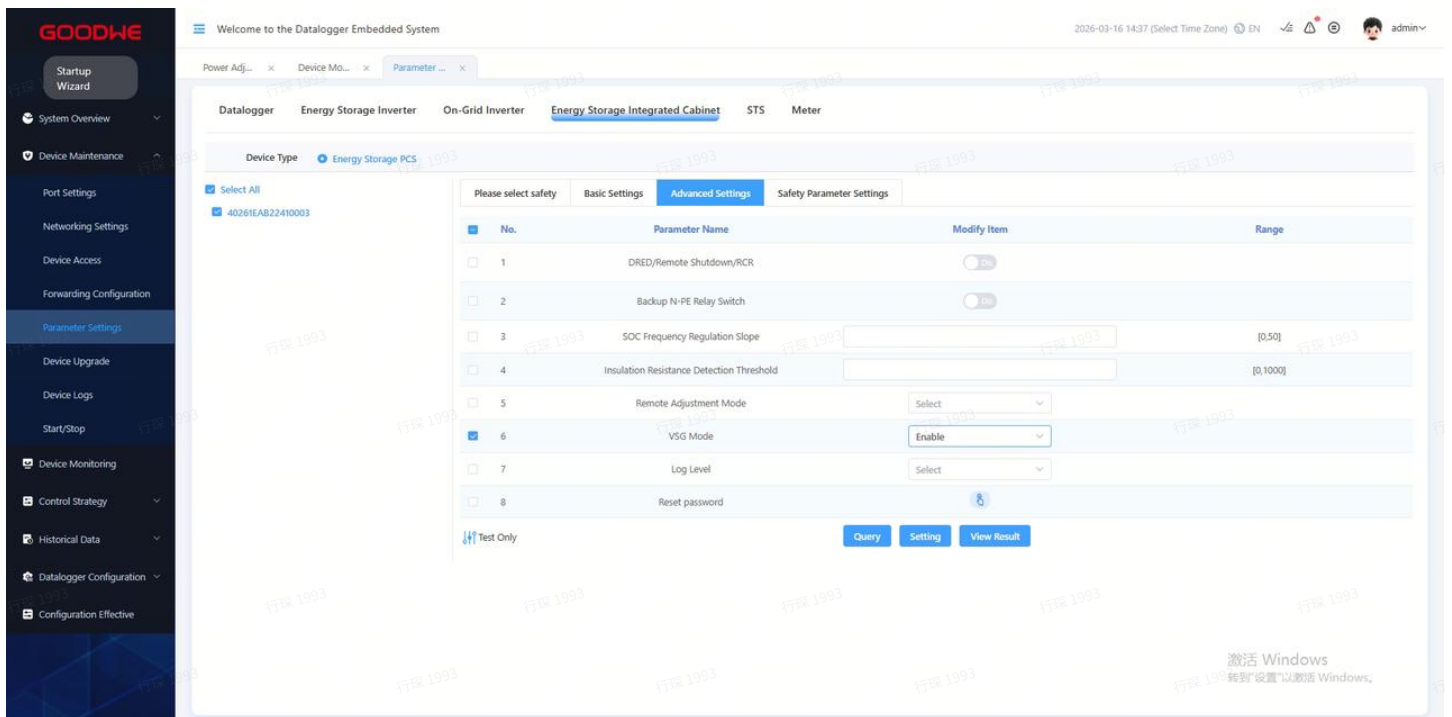 GOODWE
Welcome to the Datalogger Embedded System
2026-03-16 14:37 (Select Time Zone) EN
admin
Startup
Wizard
System Overview
Device Maintenance
Port Settings
Networking Settings
Device Access
Forwarding Configuration
Parameter Settings
Device Upgrade
Device Logs
Start/Stop
Device Monitoring
Control Strategy
Historical Data
Datalogger Configuration
Configuration Effective
Power Adj... × Device Mo... × Parameter ... ×
Datalogger Energy Storage Inverter On-Grid Inverter Energy Storage Integrated Cabinet STS Meter
Device Type Energy Storage PCS
Select All
40261EAB22410003
Please select safety Basic Settings Advanced Settings Safety Parameter Settings
No. Parameter Name Modify Item Range
1 DRED/Remote Shutdown/RCR
2 Backup N-PE Relay Switch
3 SOC Frequency Regulation Slope [0,50]
4 Insulation Resistance Detection Threshold [0,1000]
5 Remote Adjustment Mode Select
6 VSG Mode Enable
7 Log Level Select
8 Reset password
Test Only Query Setting View Result
行琛 1993
激活 Windows
转到"设置"以激活 Windows。